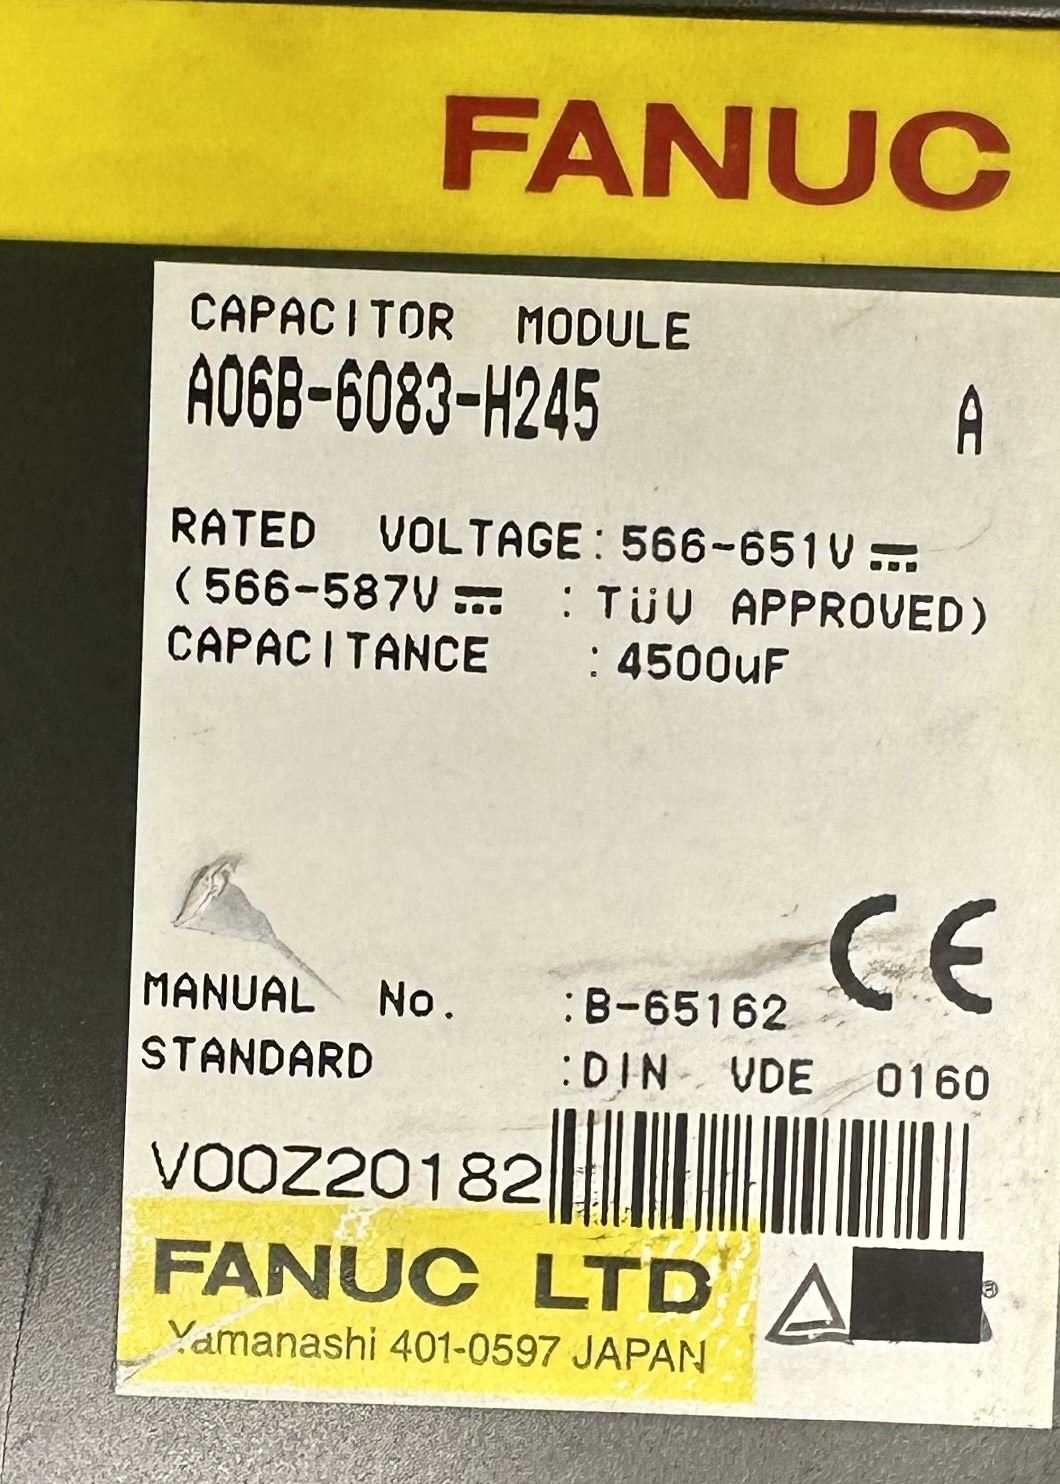 FANUC
CAPACITOR MODULE
A06B-6083-H245 A
RATED VOLTAGE: 566-651V⎓
(566-587V⎓ : TÜV APPROVED)
CAPACITANCE : 4500uF
CE
MANUAL No. :B-65162
STANDARD :DIN VDE 0160
V00Z20182
FANUC LTD
Yamanashi 401-0597 JAPAN
®